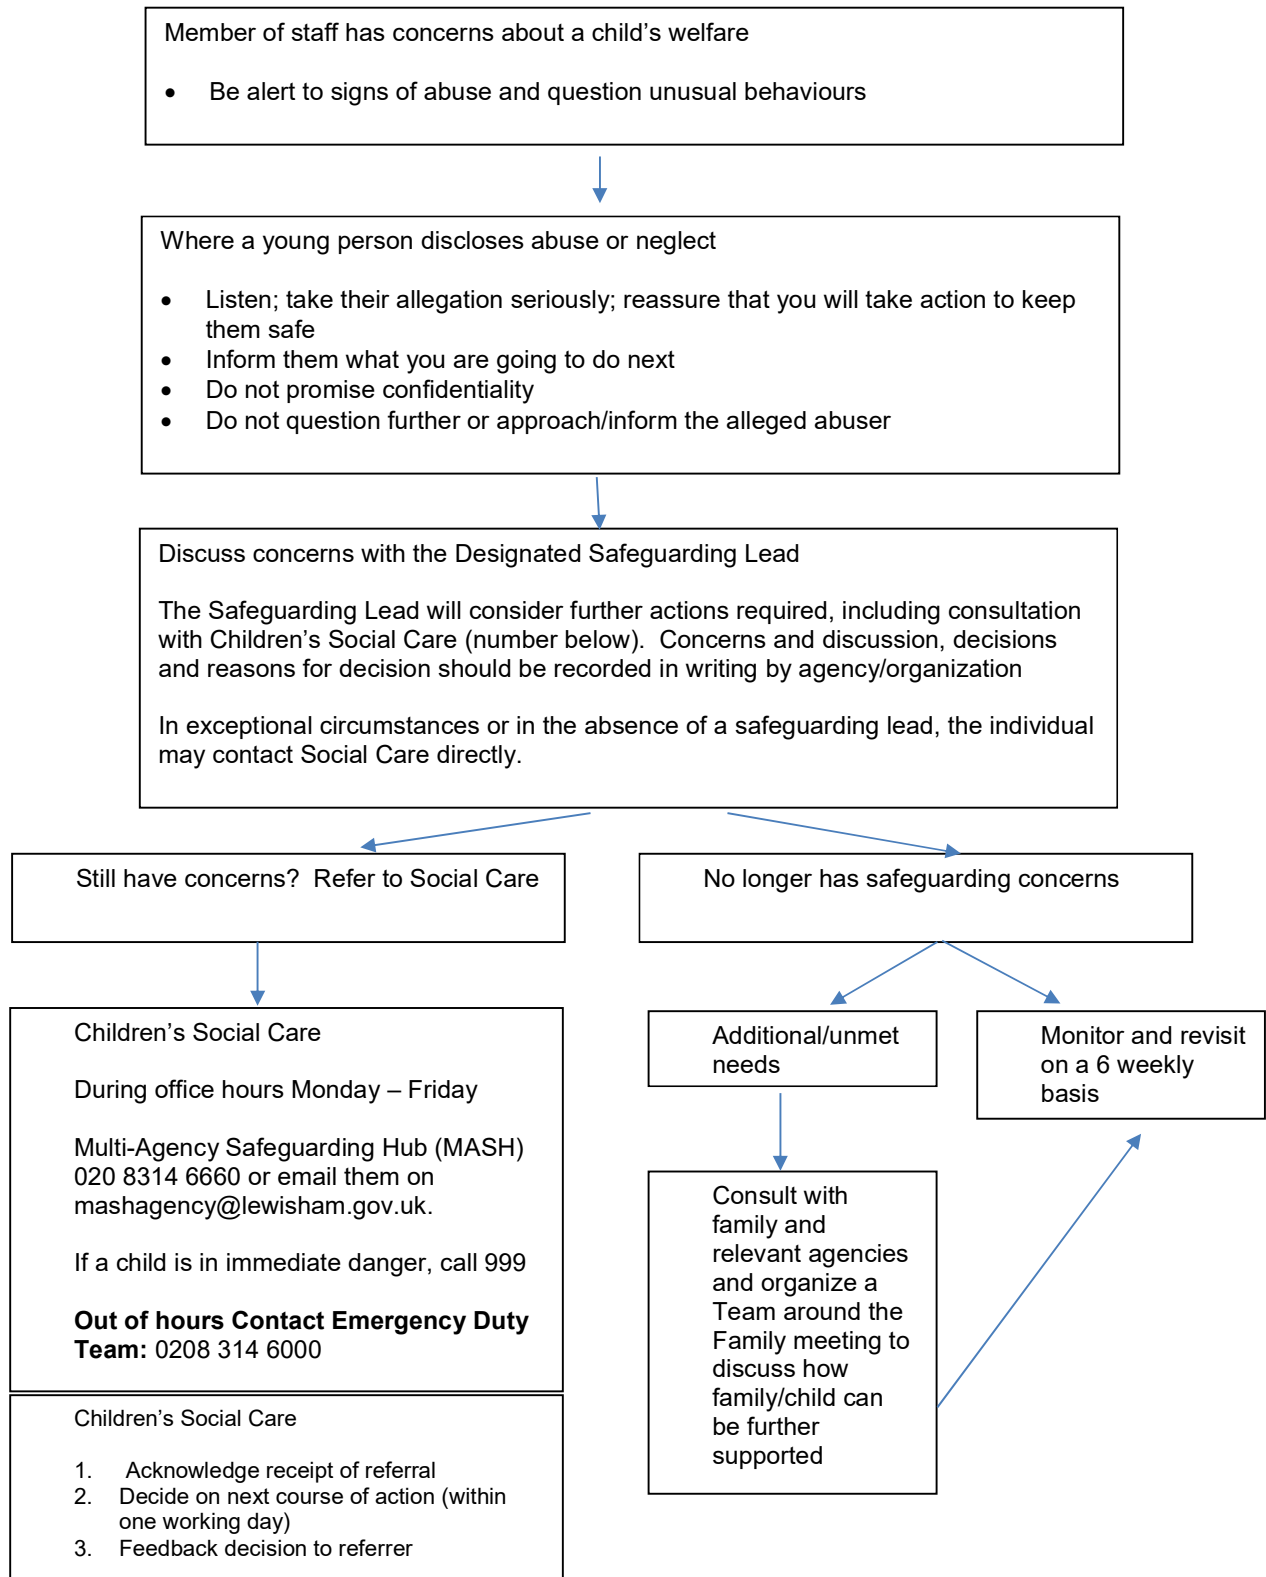 Member of staff has concerns about a child’s welfare
• Be alert to signs of abuse and question unusual behaviours
Where a young person discloses abuse or neglect
• Listen; take their allegation seriously; reassure that you will take action to keep
them safe
• Inform them what you are going to do next
• Do not promise confidentiality
• Do not question further or approach/inform the alleged abuser
Discuss concerns with the Designated Safeguarding Lead
The Safeguarding Lead will consider further actions required, including consultation
with Children’s Social Care (number below).  Concerns and discussion, decisions
and reasons for decision should be recorded in writing by agency/organization
In exceptional circumstances or in the absence of a safeguarding lead, the individual
may contact Social Care directly.
Still have concerns?  Refer to Social Care
No longer has safeguarding concerns
Children’s Social Care
During office hours Monday – Friday
Multi-Agency Safeguarding Hub (MASH)
020 8314 6660 or email them on
mashagency@lewisham.gov.uk.
If a child is in immediate danger, call 999
Out of hours Contact Emergency Duty
Team: 0208 314 6000
Children’s Social Care
1. Acknowledge receipt of referral
2. Decide on next course of action (within
one working day)
3. Feedback decision to referrer
Additional/unmet
needs
Monitor and revisit
on a 6 weekly
basis
Consult with
family and
relevant agencies
and organize a
Team around the
Family meeting to
discuss how
family/child can
be further
supported